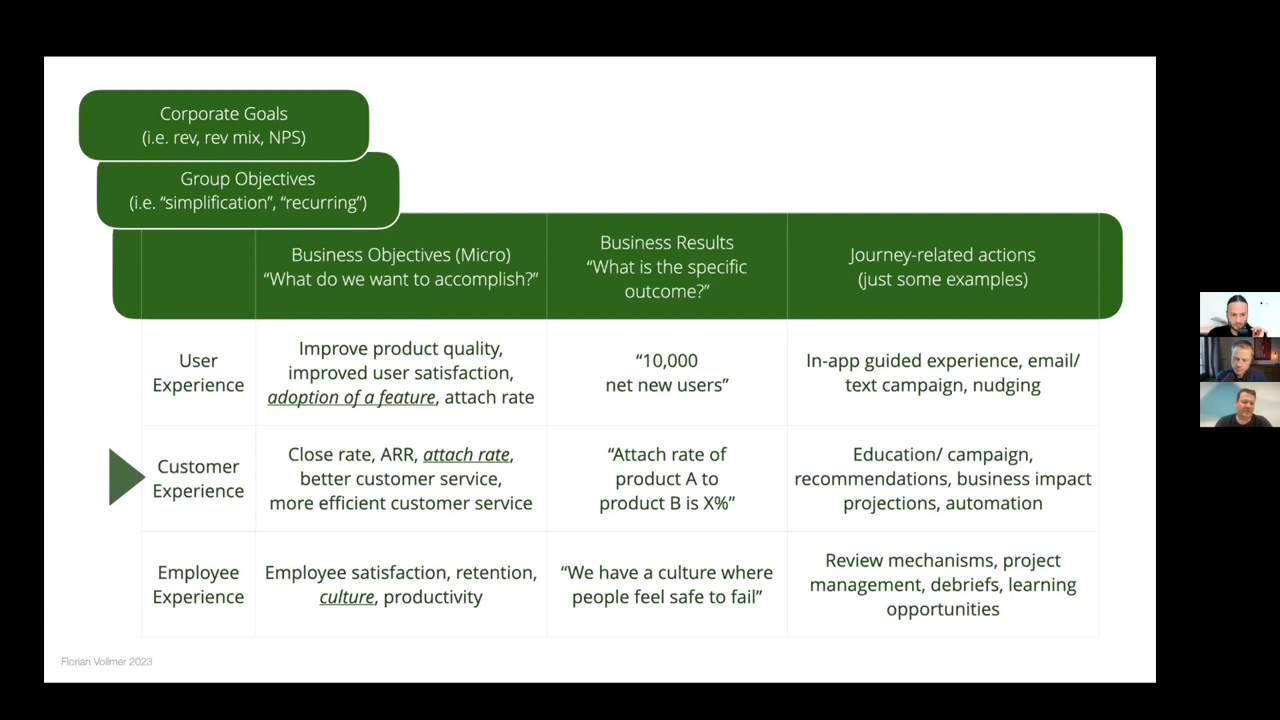 Corporate Goals
(i.e. rev, rev mix, NPS)
Group Objectives
(i.e. “simplification”, “recurring”)
Business Objectives (Micro)
“What do we want to accomplish?”
Business Results
“What is the specific
outcome?”
Journey-related actions
(just some examples)
User
Experience
Improve product quality,
improved user satisfaction,
adoption of a feature, attach rate
“10,000
net new users”
In-app guided experience, email/
text campaign, nudging
Customer
Experience
Close rate, ARR, attach rate,
better customer service,
more efficient customer service
“Attach rate of
product A to
product B is X%”
Education/ campaign,
recommendations, business impact
projections, automation
Employee
Experience
Employee satisfaction, retention,
culture, productivity
“We have a culture where
people feel safe to fail”
Review mechanisms, project
management, debriefs, learning
opportunities
Florian Vollmer 2023